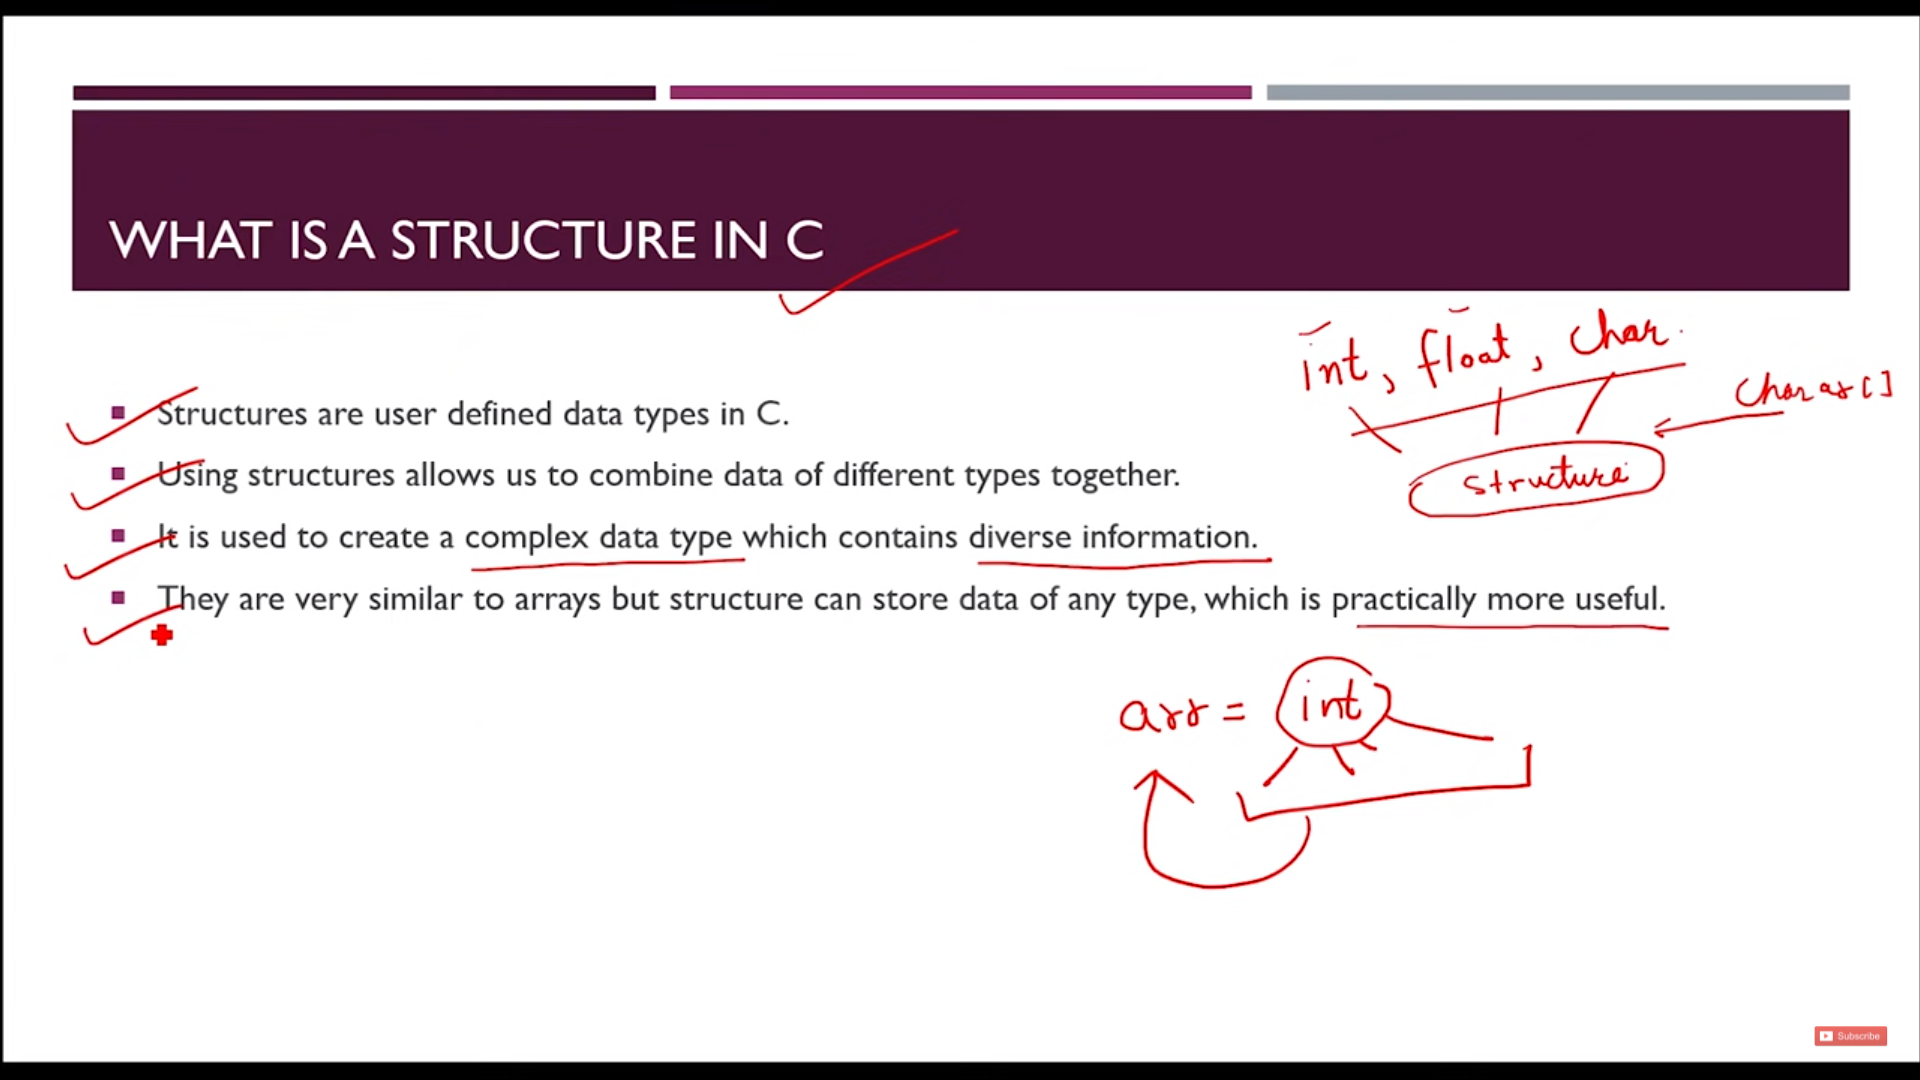 WHAT IS A STRUCTURE IN C
int, float, char.
char ar[]
Structures are user defined data types in C.
Using structures allows us to combine data of different types together.
structure
It is used to create a complex data type which contains diverse information.
They are very similar to arrays but structure can store data of any type, which is practically more useful.
arr = int
Subscribe